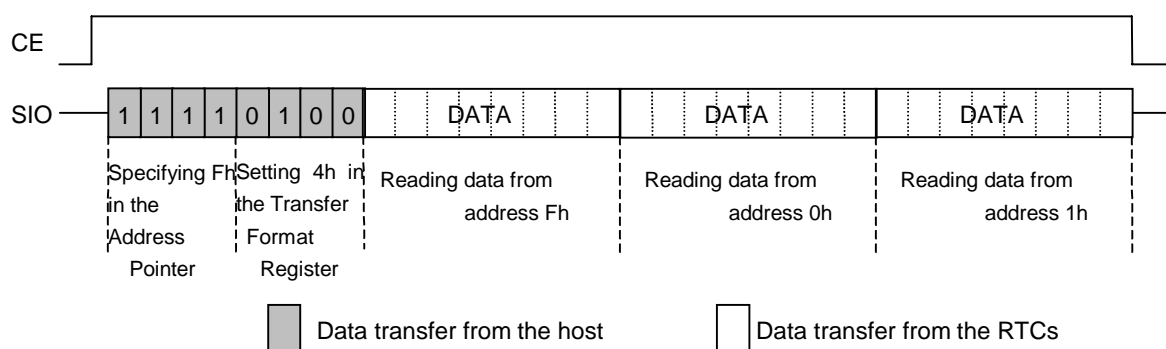 CE
SIO
1 1 1 1 0 1 0 0 DATA DATA DATA
Specifying Fh
in the
Address
Pointer
Setting 4h in
the Transfer
Format
Register
Reading data from
address Fh
Reading data from
address 0h
Reading data from
address 1h
Data transfer from the host
Data transfer from the RTCs